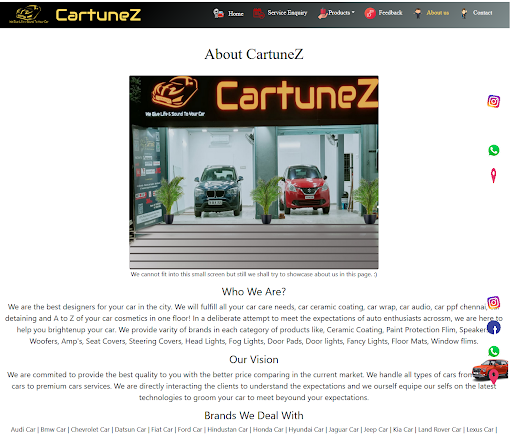 CartuneZ
Home
Service Enquiry
Products
Feedback
About us
Contact
About CartuneZ
CartuneZ
We Give Life & Sound To Your Car
We cannot fit into this small screen but still we shall try to showcase about us in this page. :)
Who We Are?
We are the best designers for your car in the city. We will fulfill all your car care needs, car ceramic coating, car wrap, car audio, car ppf chennai,
detaining and A to Z of your car cosmetics in one floor! In a deliberate attempt to meet the expectations of auto enthusiasts acrossm, we are here to
help you brightenup your car. We provide varity of brands in each category of products like, Ceramic Coating, Paint Protection Flim, Speaker
Woofers, Amp's, Seat Covers, Steering Covers, Head Lights, Fog Lights, Door Pads, Door lights, Fancy Lights, Floor Mats, Window flims.
Our Vision
We are commited to provide the best quality to you with the better price comparing in the current market. We handle all types of cars from
cars to premium cars services. We are directly interacting the clients to understand the expectations and we ourself equipe our selfs on the latest
technologies to groom your car to meet beyound your expectations.
Brands We Deal With
Audi Car | Bmw Car | Chevrolet Car | Datsun Car | Fiat Car | Ford Car | Hindustan Car | Honda Car | Hyundai Car | Jaguar Car | Jeep Car | Kia Car | Land Rover Car | Lexus Car |